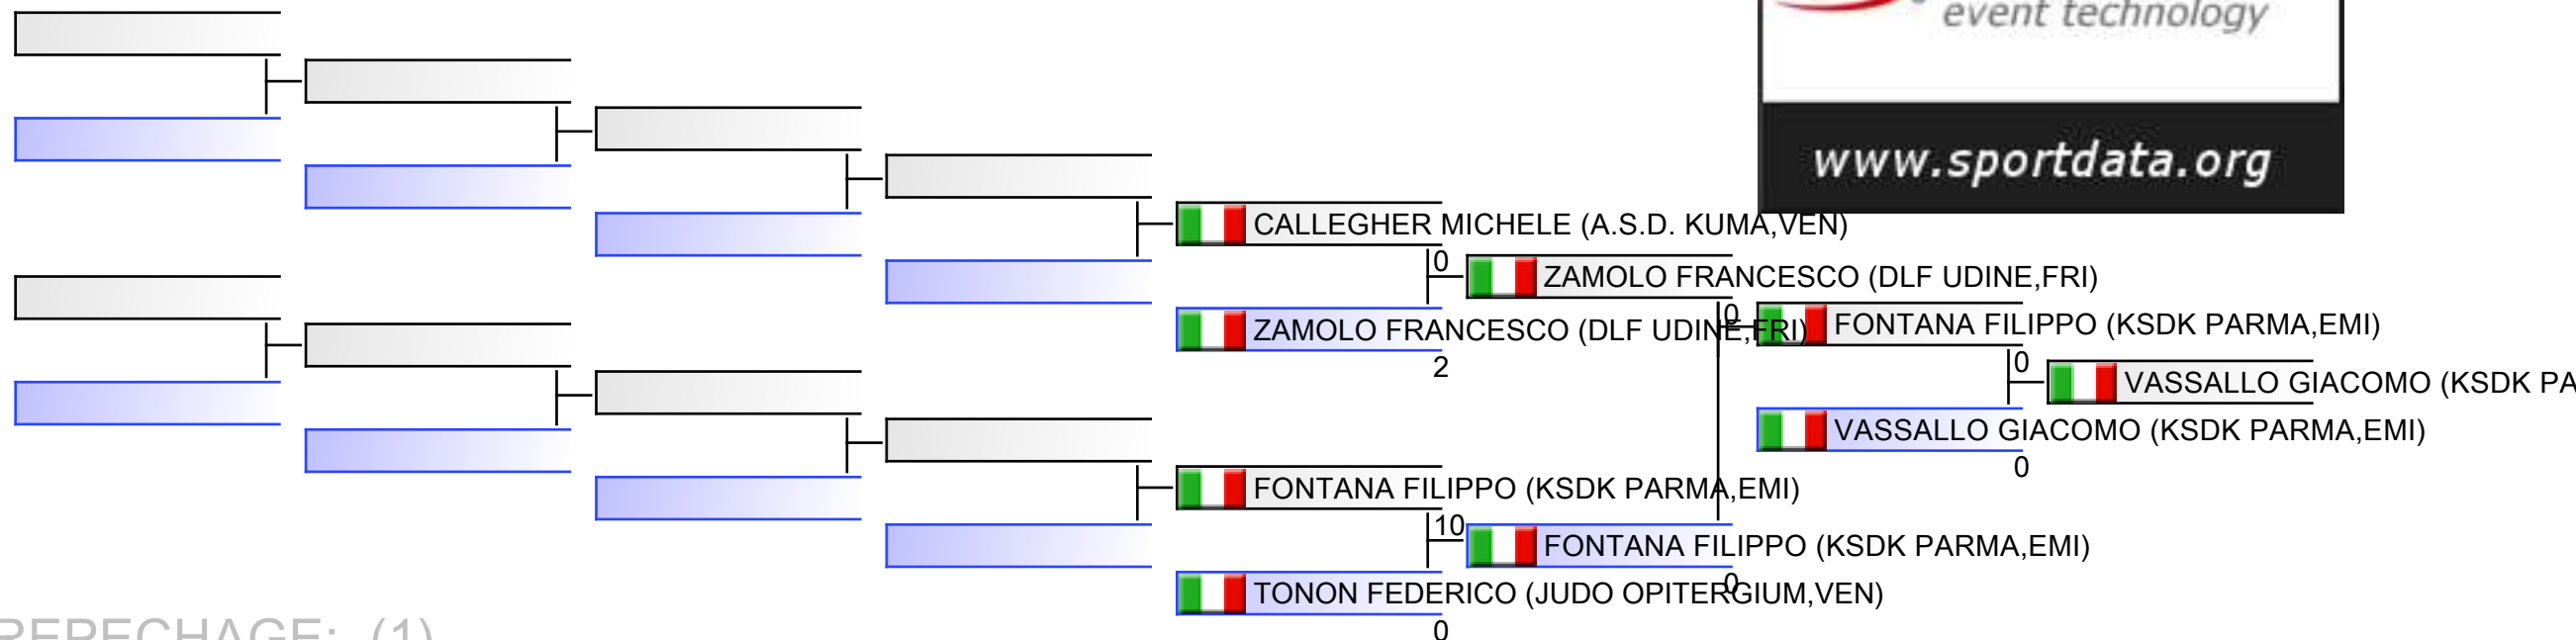 event technology
www.sportdata.org
CALLEGHER MICHELE (A.S.D. KUMA,VEN)
0
ZAMOLO FRANCESCO (DLF UDINE,FRI)
ZAMOLO FRANCESCO (DLF UDINE,FRI)
2
0
FONTANA FILIPPO (KSDK PARMA,EMI)
0
VASSALLO GIACOMO (KSDK PA
VASSALLO GIACOMO (KSDK PARMA,EMI)
0
FONTANA FILIPPO (KSDK PARMA,EMI)
10
FONTANA FILIPPO (KSDK PARMA,EMI)
0
TONON FEDERICO (JUDO OPITERGIUM,VEN)
0
REPECHAGE: (1)